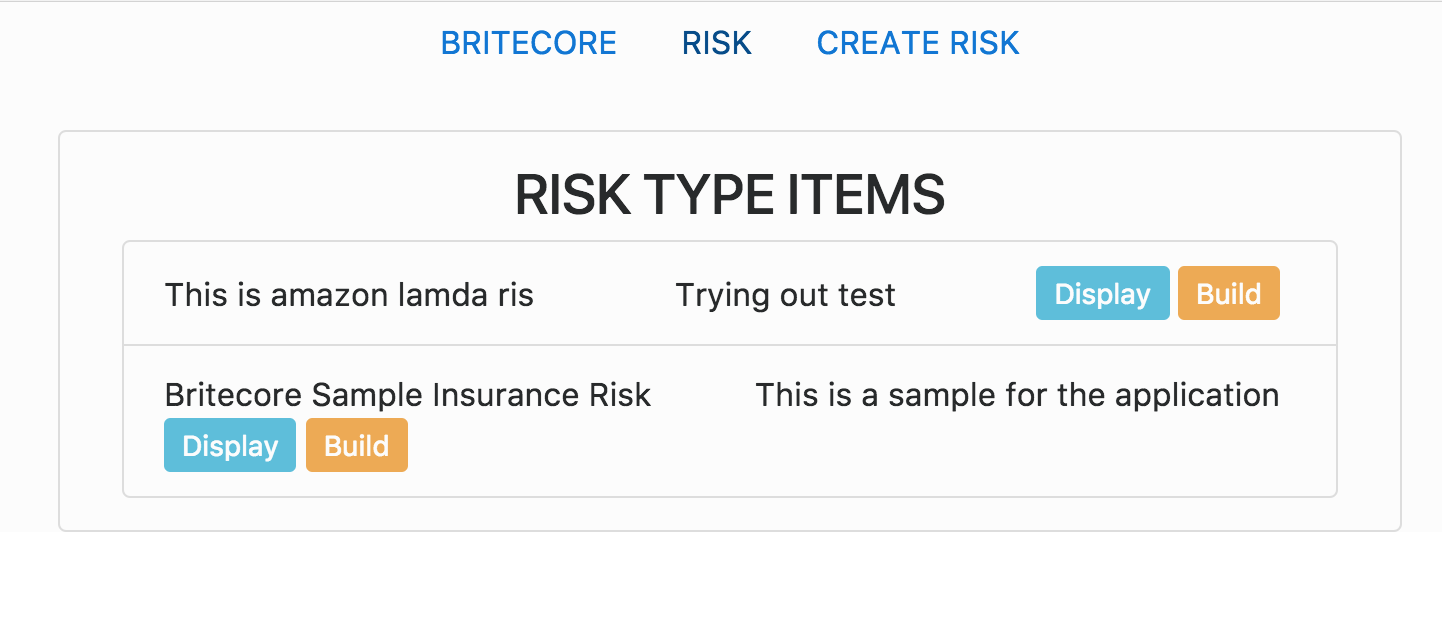 BRITECORE RISK CREATE RISK
RISK TYPE ITEMS
This is amazon lamda ris Trying out test Display Build
Britecore Sample Insurance Risk This is a sample for the application
Display Build